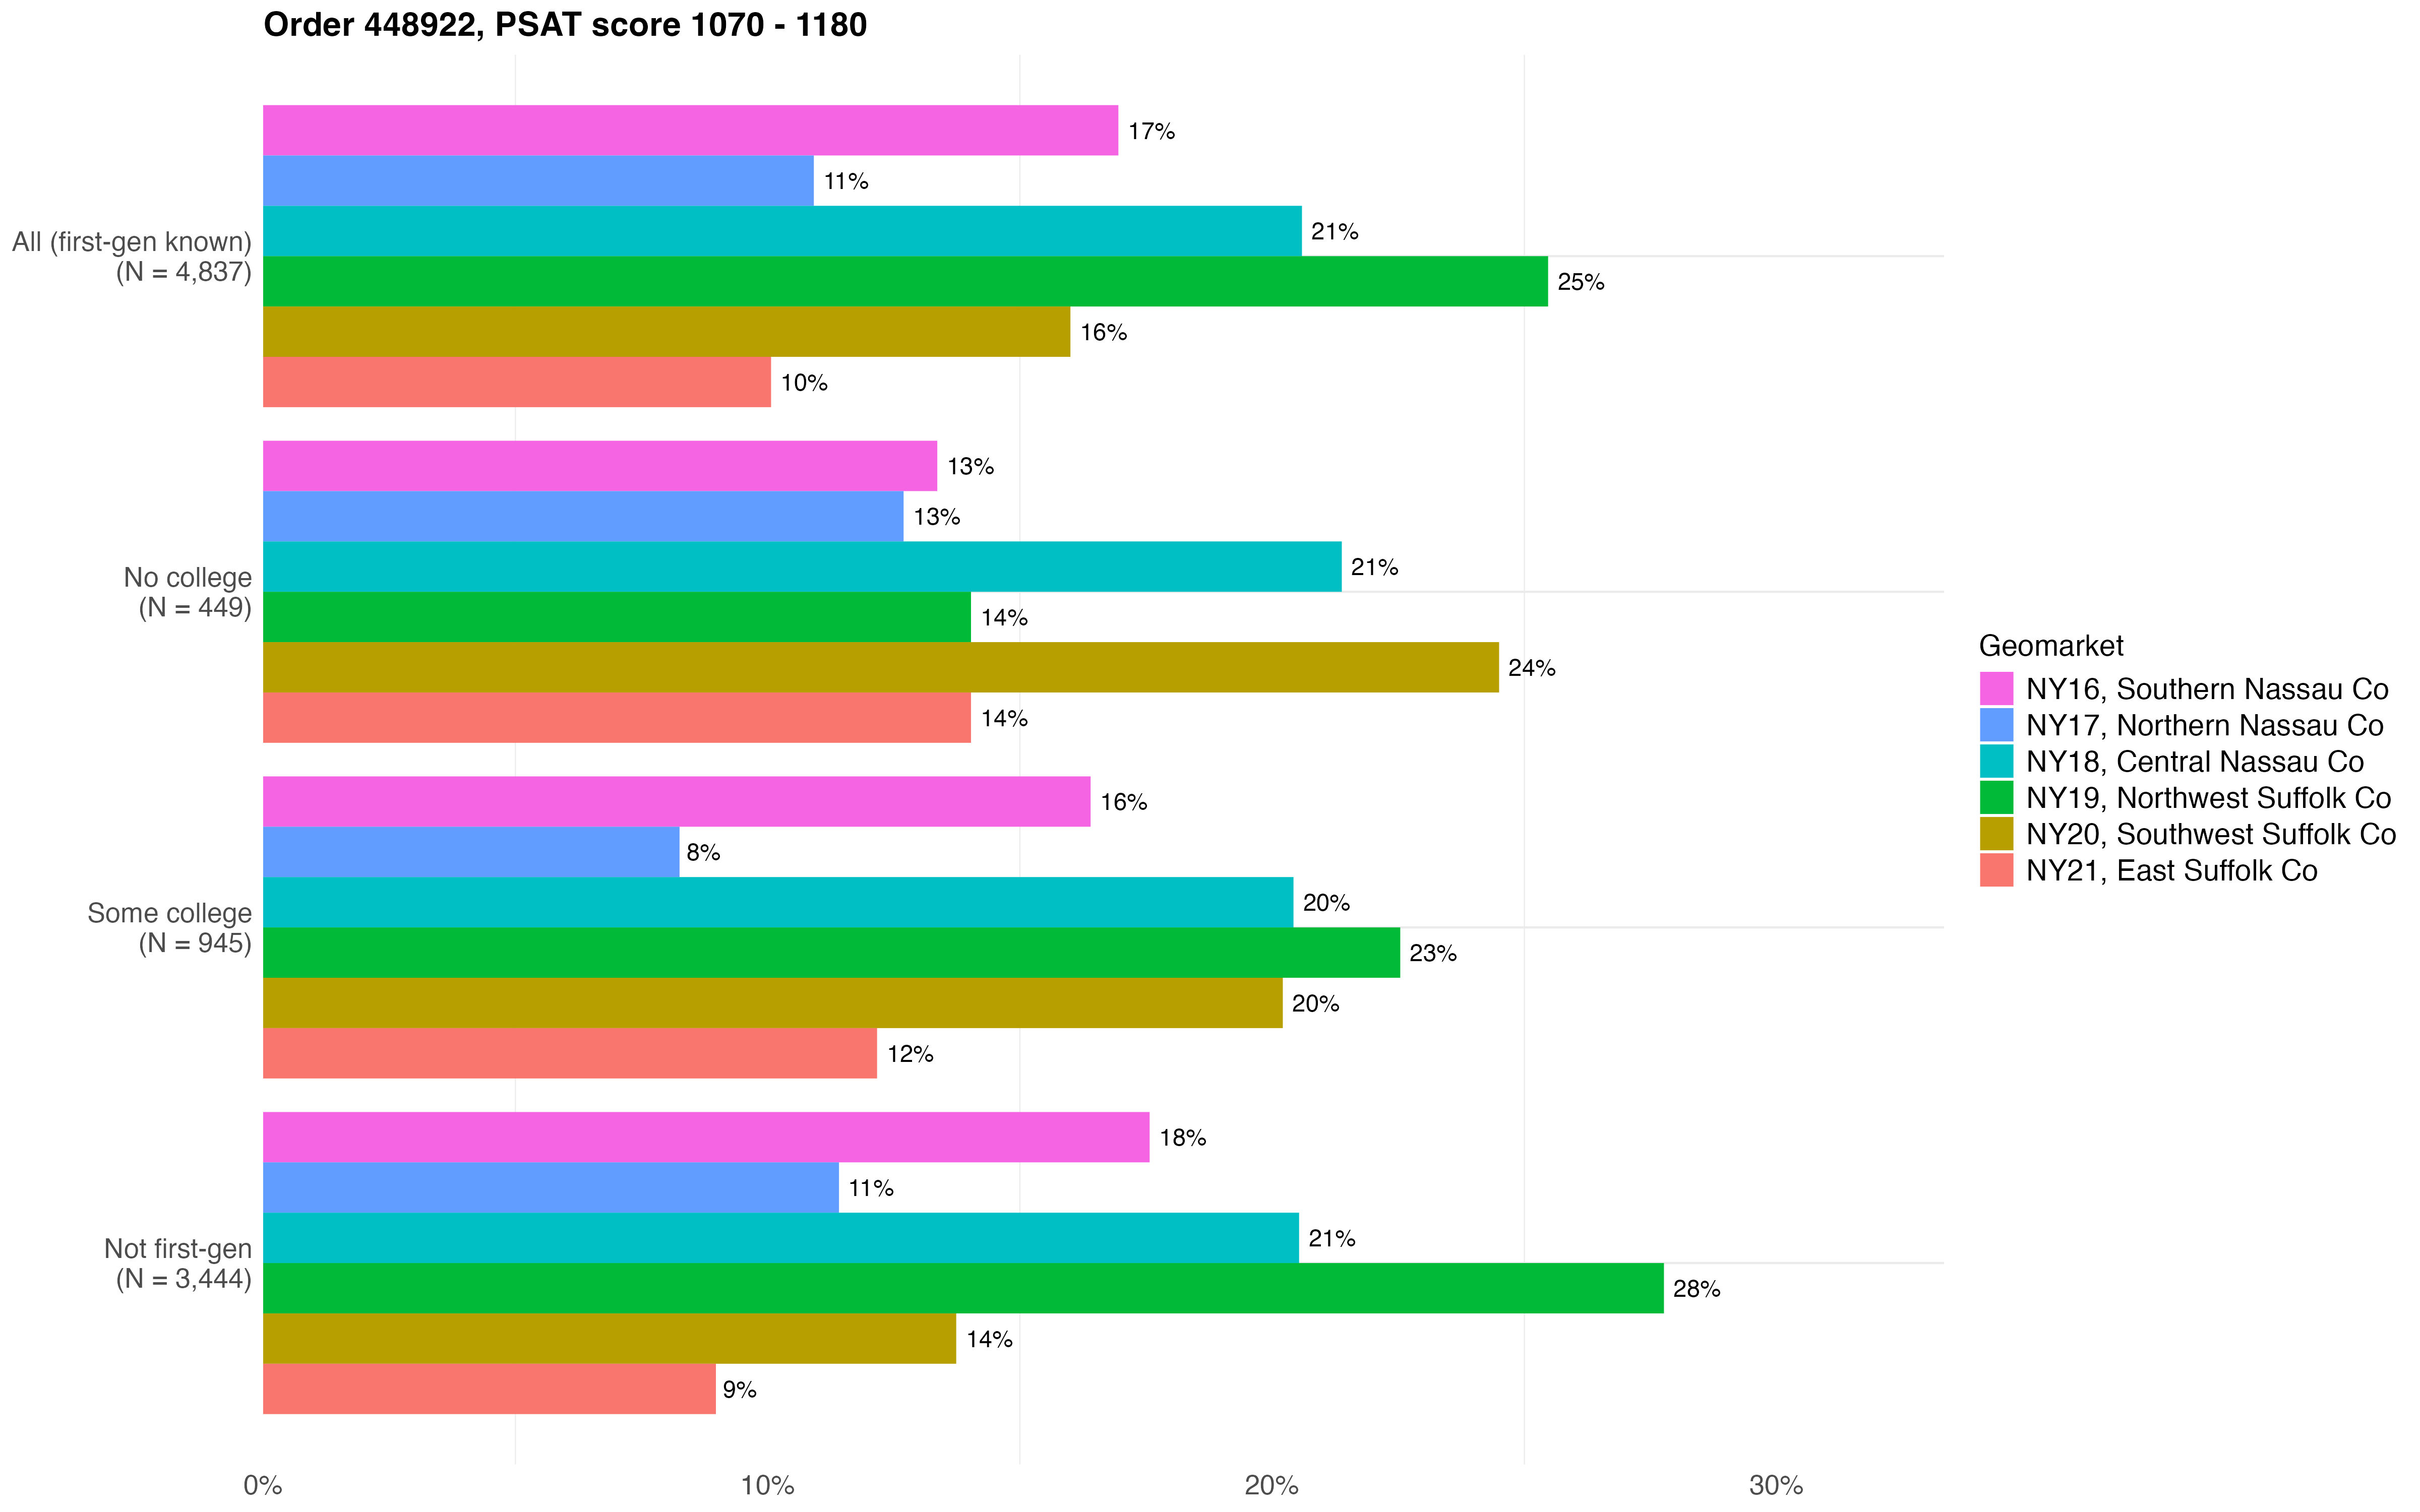 Order 448922, PSAT score 1070 - 1180
All (first-gen known)
(N = 4,837)
17%
11%
21%
25%
16%
10%
No college
(N = 449)
13%
13%
21%
14%
24%
14%
Some college
(N = 945)
16%
8%
20%
23%
20%
12%
Not first-gen
(N = 3,444)
18%
11%
21%
28%
14%
9%
0%
10%
20%
30%
Geomarket
NY16, Southern Nassau Co
NY17, Northern Nassau Co
NY18, Central Nassau Co
NY19, Northwest Suffolk Co
NY20, Southwest Suffolk Co
NY21, East Suffolk Co